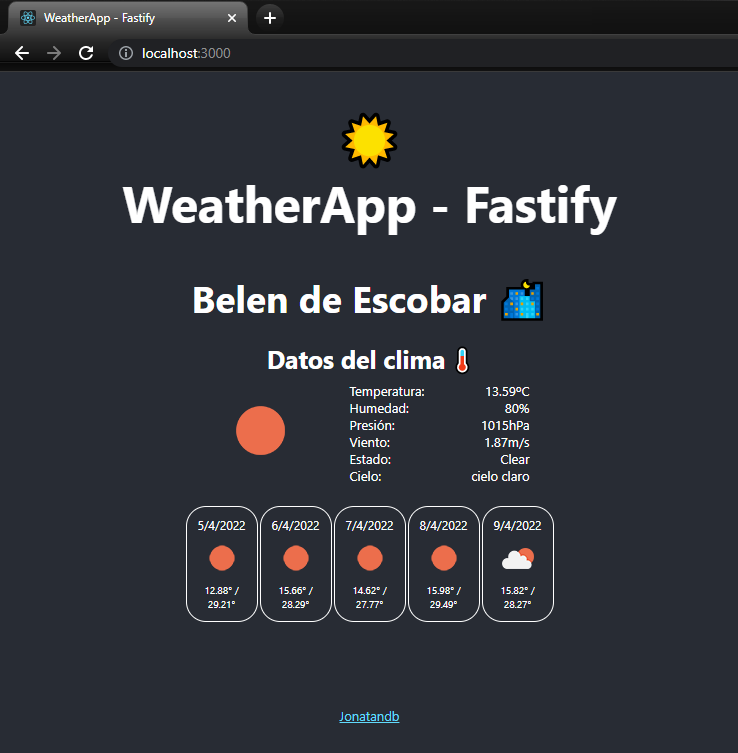 WeatherApp - Fastify
localhost:3000
WeatherApp - Fastify
Belen de Escobar
Datos del clima
Temperatura: 13.59ºC
Humedad: 80%
Presión: 1015hPa
Viento: 1.87m/s
Estado: Clear
Cielo: cielo claro
5/4/2022 6/4/2022 7/4/2022 8/4/2022 9/4/2022
12.88° / 15.66° / 14.62° / 15.98° / 15.82° /
29.21° 28.29° 27.77° 29.49° 28.27°
Jonatandb